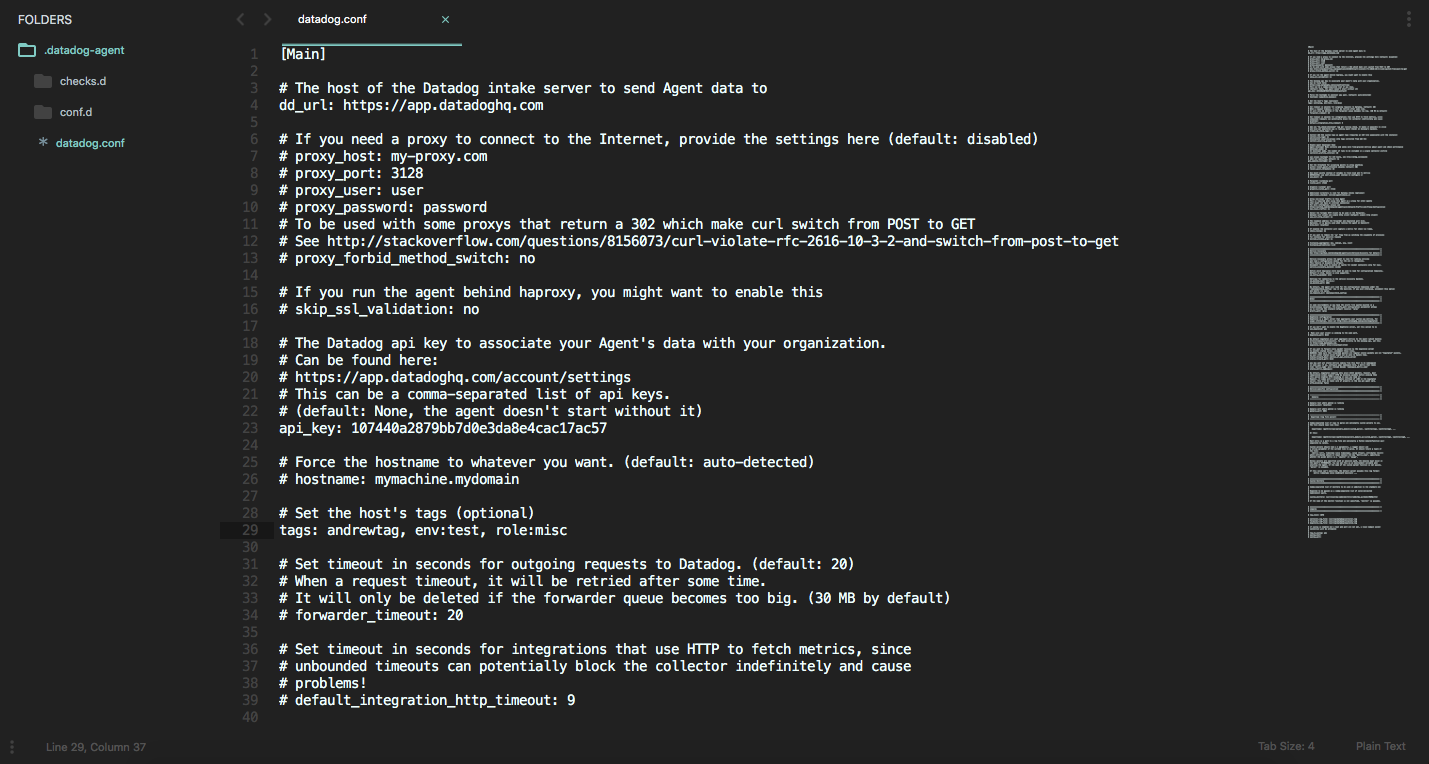 FOLDERS
.datadog-agent
checks.d
conf.d
datadog.conf
datadog.conf
1 [Main]
2
3 # The host of the Datadog intake server to send Agent data to
4 dd_url: https://app.datadoghq.com
5
6 # If you need a proxy to connect to the Internet, provide the settings here (default: disabled)
7 # proxy_host: my-proxy.com
8 # proxy_port: 3128
9 # proxy_user: user
10 # proxy_password: password
11 # To be used with some proxys that return a 302 which make curl switch from POST to GET
12 # See http://stackoverflow.com/questions/8156073/curl-violate-rfc-2616-10-3-2-and-switch-from-post-to-get
13 # proxy_forbid_method_switch: no
14
15 # If you run the agent behind haproxy, you might want to enable this
16 # skip_ssl_validation: no
17
18 # The Datadog api key to associate your Agent's data with your organization.
19 # Can be found here:
20 # https://app.datadoghq.com/account/settings
21 # This can be a comma-separated list of api keys.
22 # (default: None, the agent doesn't start without it)
23 api_key: 107440a2879bb7d0e3da8e4cac17ac57
24
25 # Force the hostname to whatever you want. (default: auto-detected)
26 # hostname: mymachine.mydomain
27
28 # Set the host's tags (optional)
29 tags: andrewtag, env:test, role:misc
30
31 # Set timeout in seconds for outgoing requests to Datadog. (default: 20)
32 # When a request timeout, it will be retried after some time.
33 # It will only be deleted if the forwarder queue becomes too big. (30 MB by default)
34 # forwarder_timeout: 20
35
36 # Set timeout in seconds for integrations that use HTTP to fetch metrics, since
37 # unbounded timeouts can potentially block the collector indefinitely and cause
38 # problems!
39 # default_integration_http_timeout: 9
40
Line 29, Column 37
Tab Size: 4
Plain Text